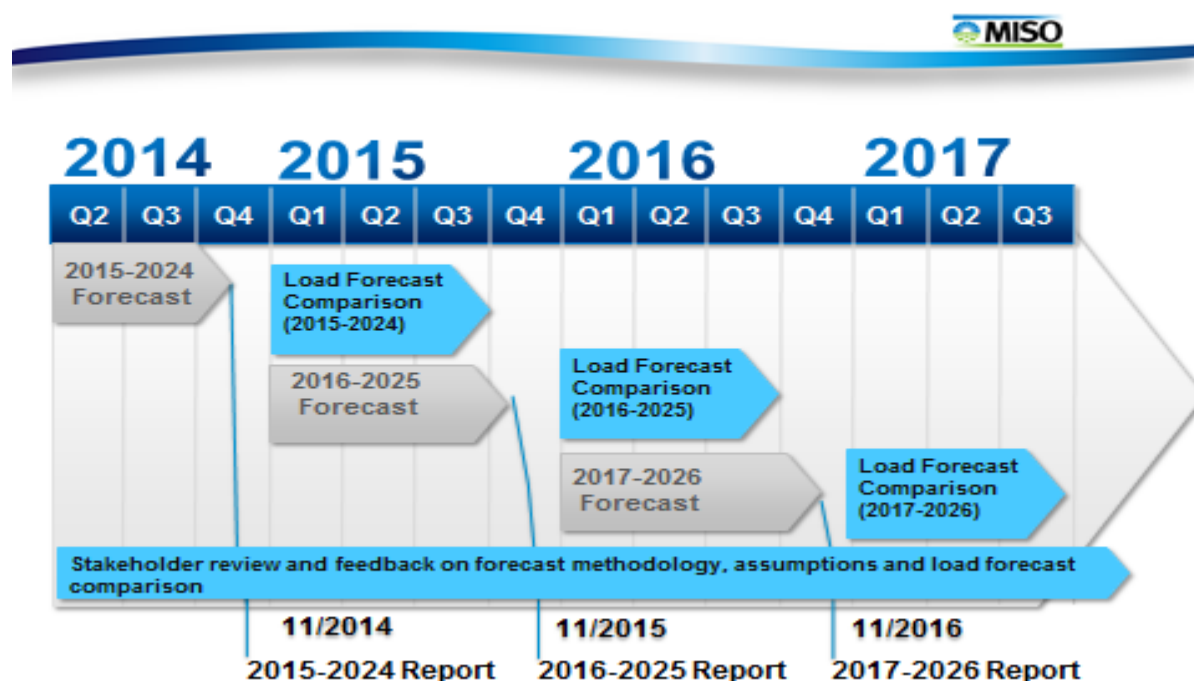 MISO
2014 2015 2016 2017
Q2 Q3 Q4 Q1 Q2 Q3 Q4 Q1 Q2 Q3 Q4 Q1 Q2 Q3
2015-2024
Forecast
Load Forecast
Comparison
(2015-2024)
2016-2025
Forecast
Load Forecast
Comparison
(2016-2025)
2017-2026
Forecast
Load Forecast
Comparison
(2017-2026)
Stakeholder review and feedback on forecast methodology, assumptions and load forecast
comparison
11/2014
2015-2024 Report
11/2015
2016-2025 Report
11/2016
2017-2026 Report